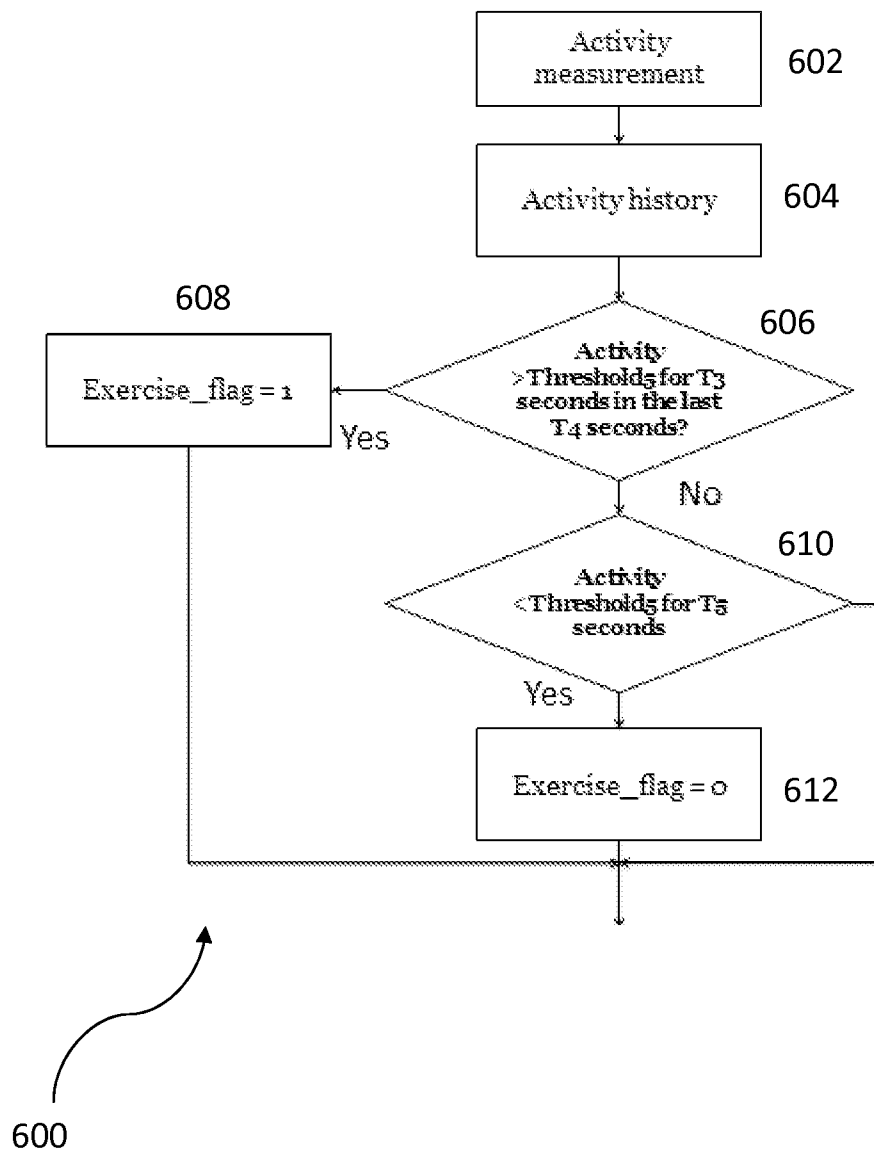 Activity
measurement
602
Activity history
604
608
606
Activity
>Threshold5 for T3
seconds in the last
T4 seconds?
Exercise_flag = 1
Yes
No
610
Activity
<Threshold5 for T5
seconds
Yes
Exercise_flag = 0
612
600